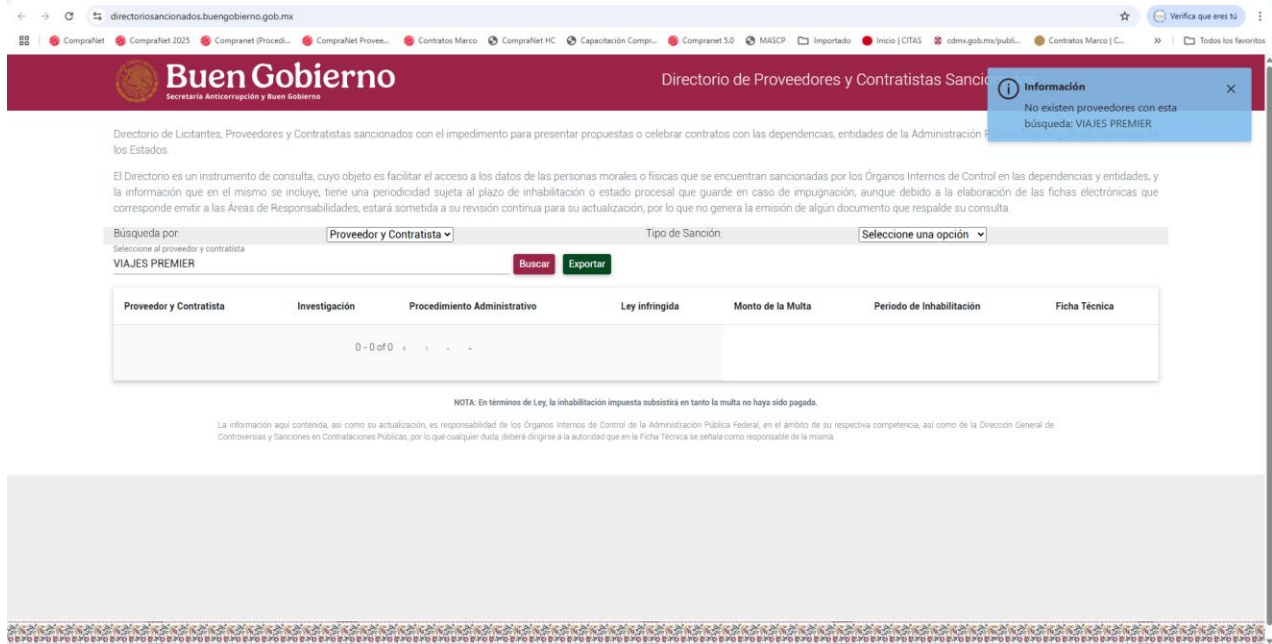 directoriosancionados.buengobierno.gob.mx
Verifica que eres tú
CompraNet
CompraNet 2025
Compranet (Procedi...
CompraNet Provee...
Contratos Marco
CompraNet HC
Capacitación Compr...
Compranet 5.0
MASCP
Importado
Inicio | CITAS
cdmx.gob.mx/publi...
Contratos Marco | C...
Todos los favoritos
Buen Gobierno
Secretaría Anticorrupción y Buen Gobierno
Directorio de Proveedores y Contratistas Sancio
Información
No existen proveedores con esta
búsqueda: VIAJES PREMIER
Directorio de Licitantes, Proveedores y Contratistas sancionados con el impedimento para presentar propuestas o celebrar contratos con las dependencias, entidades de la Administración
los Estados.
El Directorio es un instrumento de consulta, cuyo objeto es facilitar el acceso a los datos de las personas morales o físicas que se encuentran sancionadas por los Órganos Internos de Control en las dependencias y entidades, y
la información que en el mismo se incluye, tiene una periodicidad sujeta al plazo de inhabilitación o estado procesal que guarde en caso de impugnación, aunque debido a la elaboración de las fichas electrónicas que
corresponde emitir a las Áreas de Responsabilidades, estará sometida a su revisión continua para su actualización, por lo que no genera la emisión de algún documento que respalde su consulta.
Búsqueda por: Proveedor y Contratista Tipo de Sanción: Seleccione una opción
Seleccione al proveedor y contratista
VIAJES PREMIER Buscar Exportar
Proveedor y Contratista Investigación Procedimiento Administrativo Ley infringida Monto de la Multa Periodo de Inhabilitación Ficha Técnica
0 - 0 of 0
NOTA: En términos de Ley, la inhabilitación impuesta subsistirá en tanto la multa no haya sido pagada.
La información aquí contenida, así como su actualización, es responsabilidad de los Órganos Internos de Control de la Administración Pública Federal, en el ámbito de su respectiva competencia, así como de la Dirección General de
Controversias y Sanciones en Contrataciones Públicas, por lo que cualquier duda, deberá dirigirse a la autoridad que en la Ficha Técnica se señala como responsable de la misma.